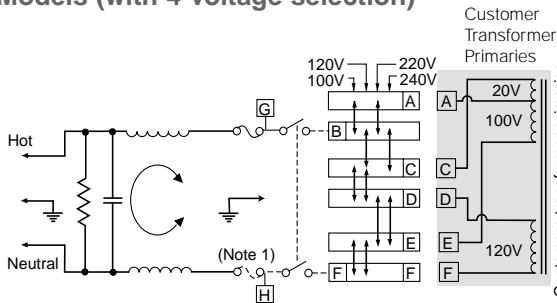 Models (with 4 voltage selection)
Customer
Transformer
Primaries
120V 220V
100V 240V
G
A A 20V
100V
B
Hot
C C
D D
E E
120V
(Note 1)
Neutral
F F F
H